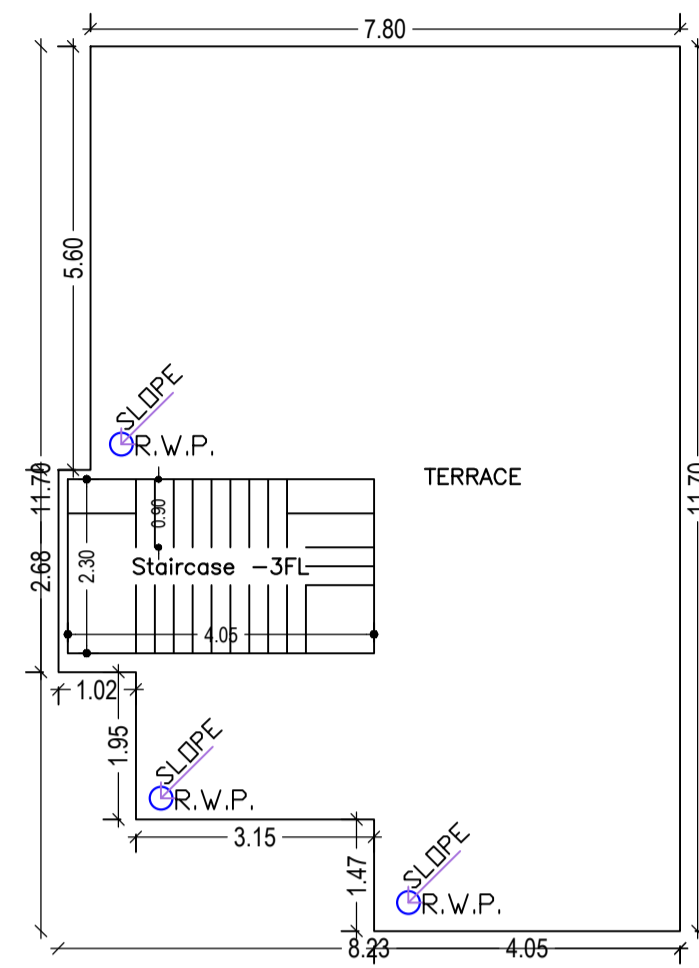 7.80
5.60
SLOPE
R.W.P.
TERRACE
11.70
11.70
0.90
2.68
2.30
Staircase -3FL
4.05
1.02
1.95
SLOPE
R.W.P.
3.15
1.47
SLOPE
R.W.P.
8.23
4.05